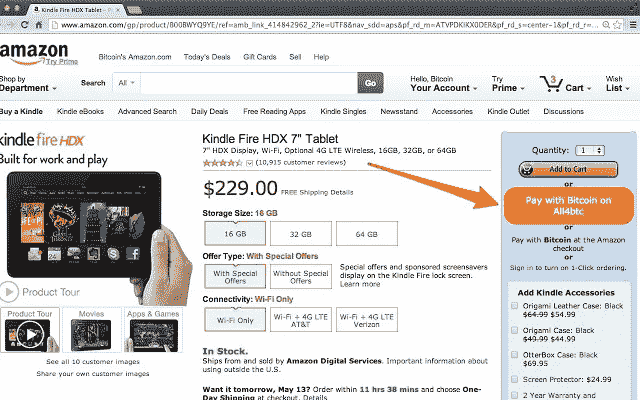 Kindle Fire HDX Tablet
www.amazon.com/gp/product/B00BWYQ9YE/ref=amb_link_414842962_2?ie=UTF8&nav_sdd=aps&pf_rd_m=ATVPDKIKX0DER&pf_rd_s=center-1&pf_rd_r=
amazon
Try Prime
Bitcoin's Amazon.com Today's Deals Gift Cards Sell Help
Shop by
Department
Search All Go
Hello, Bitcoin
Your Account
Try
Prime
3
Cart
Wish
List
Buy a Kindle Kindle eBooks Advanced Search Daily Deals Free Reading Apps Kindle Singles Newsstand Accessories Kindle Outlet Discussions
kindle fire HDX
Built for work and play
Product Tour
Product Tour Movies Apps & Games
See all 10 customer images
Share your own customer images
Kindle Fire HDX 7" Tablet
7" HDX Display, Wi-Fi, Optional 4G LTE Wireless, 16GB, 32GB, or 64GB
(10,915 customer reviews)
$229.00 FREE Shipping Details
Storage Size: 16 GB
16 GB 32 GB 64 GB
Offer Type: With Special Offers
With Special
Offers
Without Special
Offers
Special offers and sponsored screensavers
display on the Kindle Fire lock screen.
Learn more
Connectivity: Wi-Fi Only
Wi-Fi Only
Wi-Fi + 4G LTE
AT&T
Wi-Fi + 4G LTE
Verizon
In Stock.
Ships from and sold by Amazon Digital Services. Important information about
using outside the U.S.
Want it tomorrow, May 13? Order within 11 hrs 38 mins and choose One-
Day Shipping at checkout. Details
Quantity: 1
Add to Cart
or
Pay with Bitcoin on
All4btc
or
Pay with Bitcoin at the Amazon
checkout
or
Sign in to turn on 1-Click ordering.
Add Kindle Accessories
Origami Leather Case: Black
$64.99 $54.99
Origami Case: Black
$49.99 $44.99
OtterBox Case: Black
$69.95
Screen Protector: $24.99
2 Year Warranty and